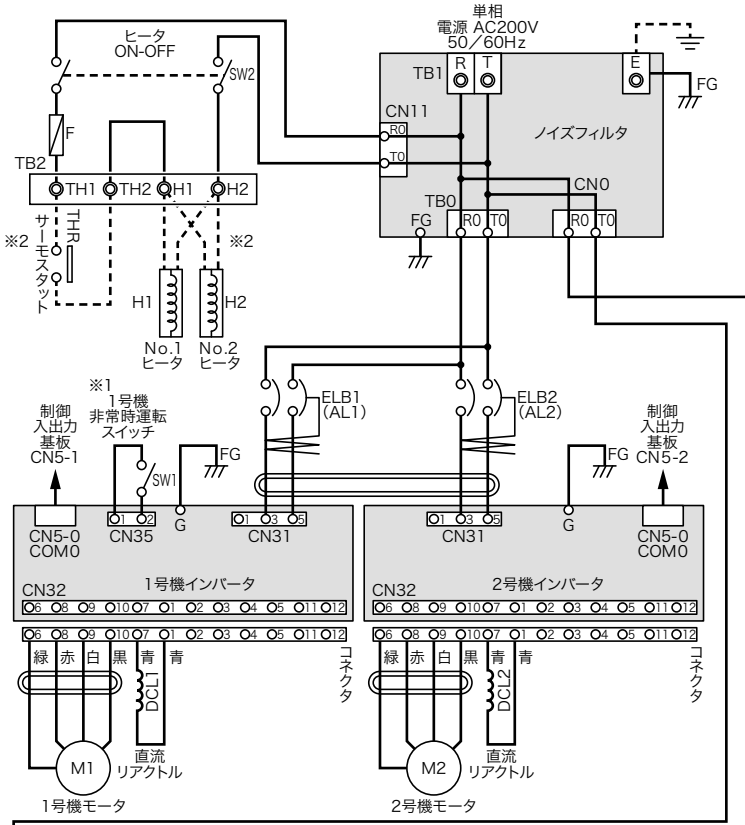 単相
電源 AC200V
50／60Hz
ヒータ
ON-OFF
SW2
TB1
R
T
E
FG
CN11
R0
T0
ノイズフィルタ
F
TB2
TH1
TH2
H1
H2
CN0
TB0
FG
R0
T0
R0
T0
※2
サーモスタット
THR
※2
H1
H2
No.1
ヒータ
No.2
ヒータ
※1
1号機
非常時運転
スイッチ
ELB1
(AL1)
ELB2
(AL2)
制御
入出力
基板
CN5-1
SW1
FG
FG
制御
入出力
基板
CN5-2
CN5-0
COM0
1 2
CN35
G
1 3 5
CN31
1 3 5
CN31
G
CN5-0
COM0
CN32
1号機インバータ
6 8 9 10 7 1 2 3 4 5 11 12
CN32
2号機インバータ
6 8 9 10 7 1 2 3 4 5 11 12
6 8 9 10 7 1 2 3 4 5 11 12
6 8 9 10 7 1 2 3 4 5 11 12
緑 赤 白 黒 青 青
コネクタ
緑 赤 白 黒 青 青
コネクタ
DCL1
DCL2
M1
直流
リアクトル
M2
直流
リアクトル
1号機モータ
2号機モータ